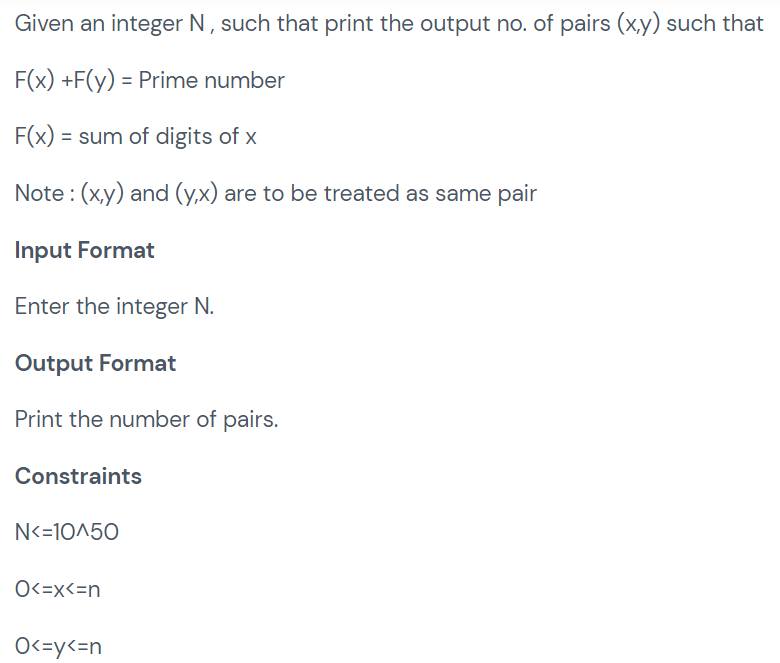 Given an integer N , such that print the output no. of pairs (x,y) such that
F(x) +F(y) = Prime number
F(x) = sum of digits of x
Note : (x,y) and (y,x) are to be treated as same pair
Input Format
Enter the integer N.
Output Format
Print the number of pairs.
Constraints
N<=10^50
0<=x<=n
0<=y<=n